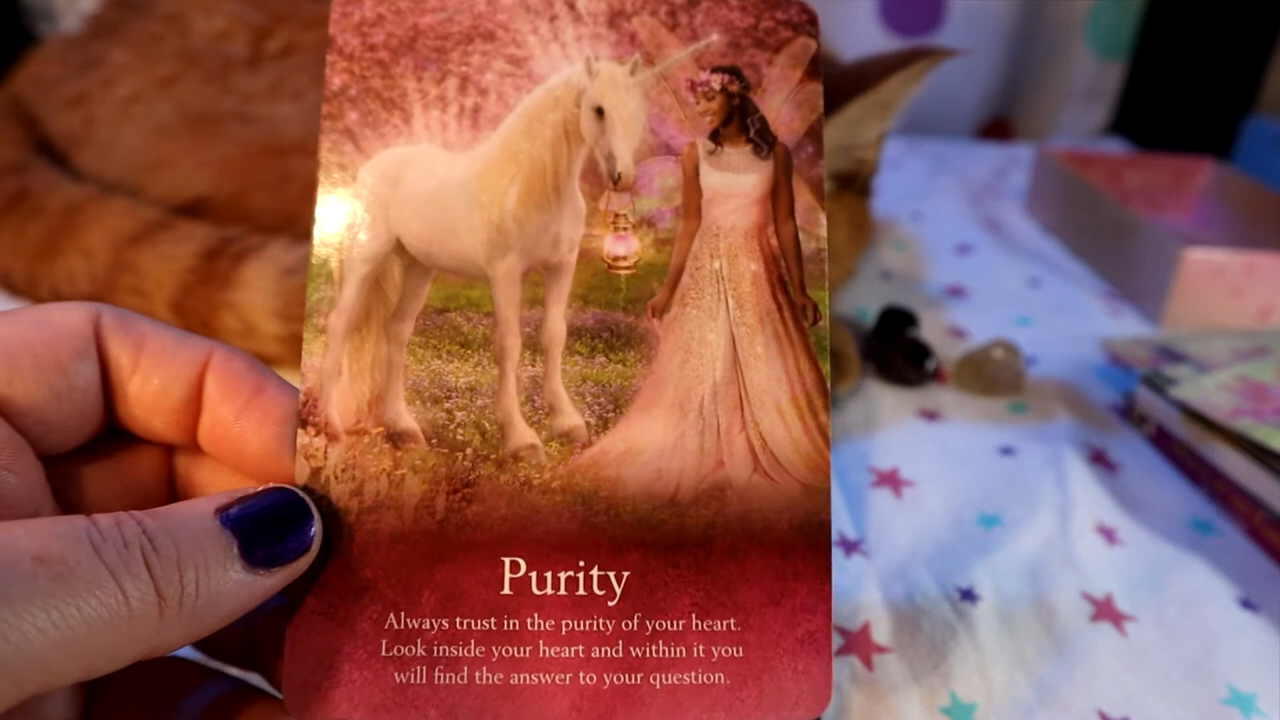 Purity
Always trust in the purity of your heart.
Look inside your heart and within it you
will find the answer to your question.